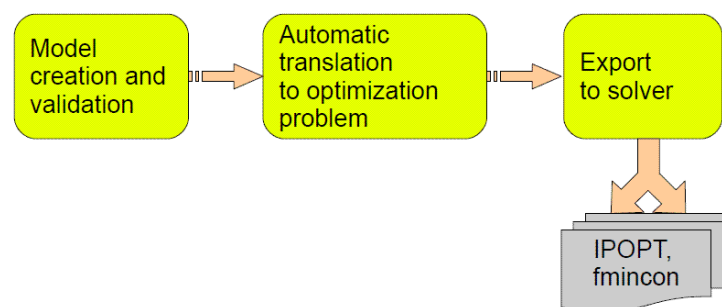 Model
creation and
validation
Automatic
translation
to optimization
problem
Export
to solver
IPOPT,
fmincon